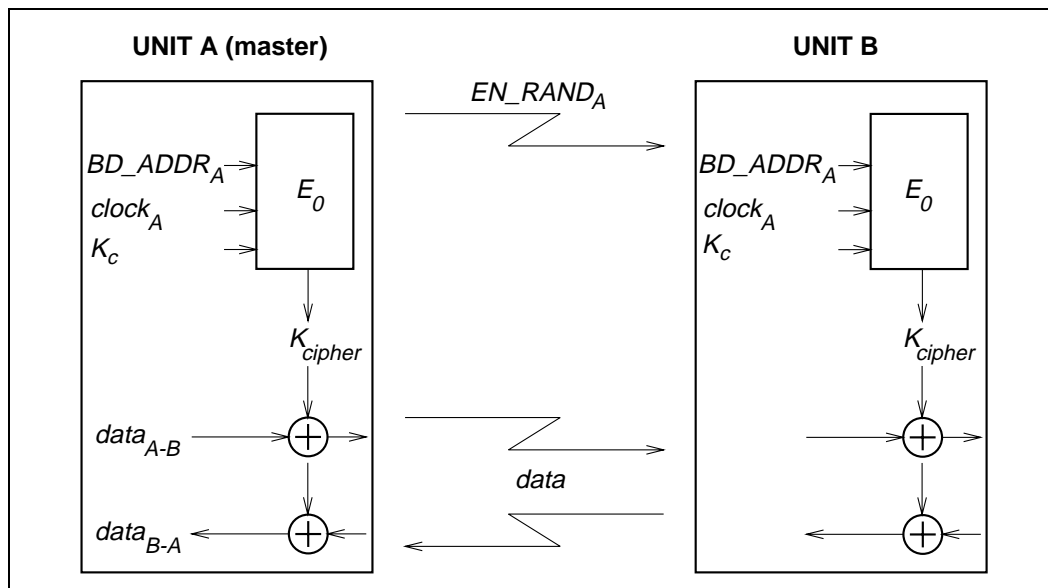 UNIT A (master)
UNIT B
EN_RAND_A
BD_ADDR_A
clock_A
K_c
E_0
K_cipher
data_A-B
data_B-A
data
BD_ADDR_A
clock_A
K_c
E_0
K_cipher